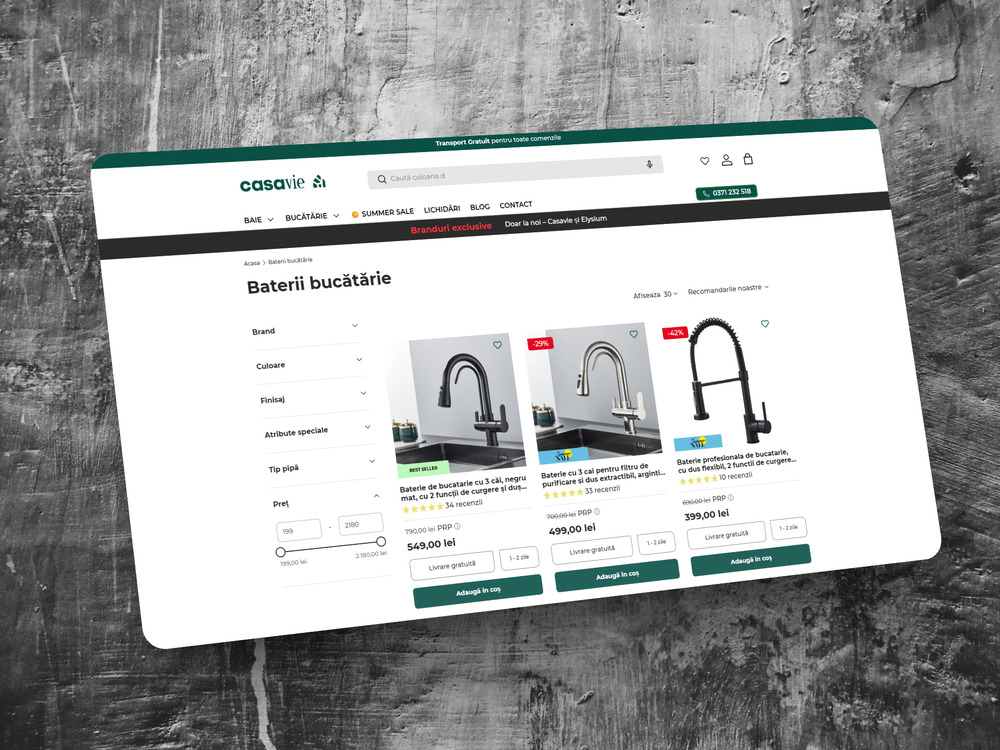 Transport Gratuit pentru toate comenzile
casavie
Caută coloana d
0371 232 518
BAIE
BUCĂTĂRIE
SUMMER SALE
LICHIDĂRI
BLOG
CONTACT
Branduri exclusive
Doar la noi – Casavie și Elysium
Acasa > Baterii bucătărie
Baterii bucătărie
Afiseaza 30
Recomandarile noastre
Brand
Culoare
Finisaj
Atribute speciale
Tip pipă
Preț
199 - 2180
199,00 lei
2.180,00 lei
BEST SELLER
Baterie de bucatarie cu 3 căi, negru
mat, cu 2 funcții de curgere și duș...
34 recenzii
790,00 lei PRP
549,00 lei
Livrare gratuită
1 - 2 zile
Adaugă în coș
-29%
Baterie cu 3 cai pentru filtru de
purificare si dus extractibil, arginti...
33 recenzii
700,00 lei PRP
499,00 lei
Livrare gratuită
1 - 2 zile
Adaugă în coș
-42%
Baterie profesionala de bucatarie,
cu dus flexibil, 2 functii de curgere...
10 recenzii
690,00 lei PRP
399,00 lei
Livrare gratuită
1 - 2 zile
Adaugă în coș